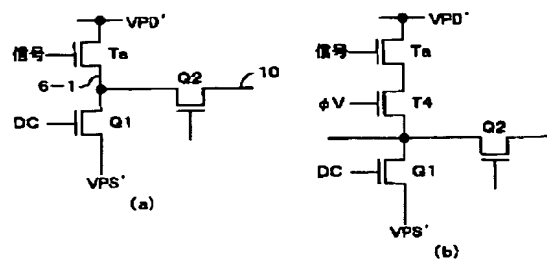 VPD'
信号
Ta
6-1
Q2
10
DC
Q1
VPS'
(a)
VPD'
信号
Ta
φV
T4
Q2
DC
Q1
VPS'
(b)